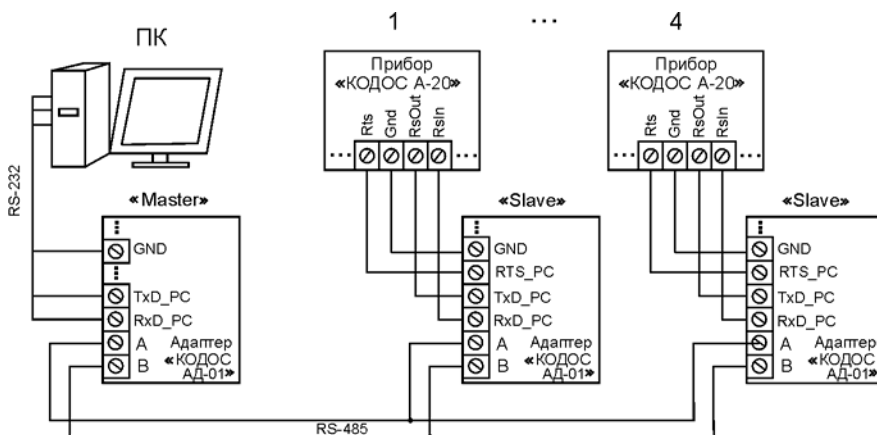 1 ... 4
ПК
Прибор
«КОДОС А-20»
Rts
Gnd
RsOut
RsIn
Прибор
«КОДОС А-20»
Rts
Gnd
RsOut
RsIn
RS-232
«Master»
GND
TxD_PC
RxD_PC
A
B
Адаптер
«КОДОС
АД-01»
«Slave»
GND
RTS_PC
TxD_PC
RxD_PC
A
B
Адаптер
«КОДОС
АД-01»
«Slave»
GND
RTS_PC
TxD_PC
RxD_PC
A
B
Адаптер
«КОДОС
АД-01»
RS-485